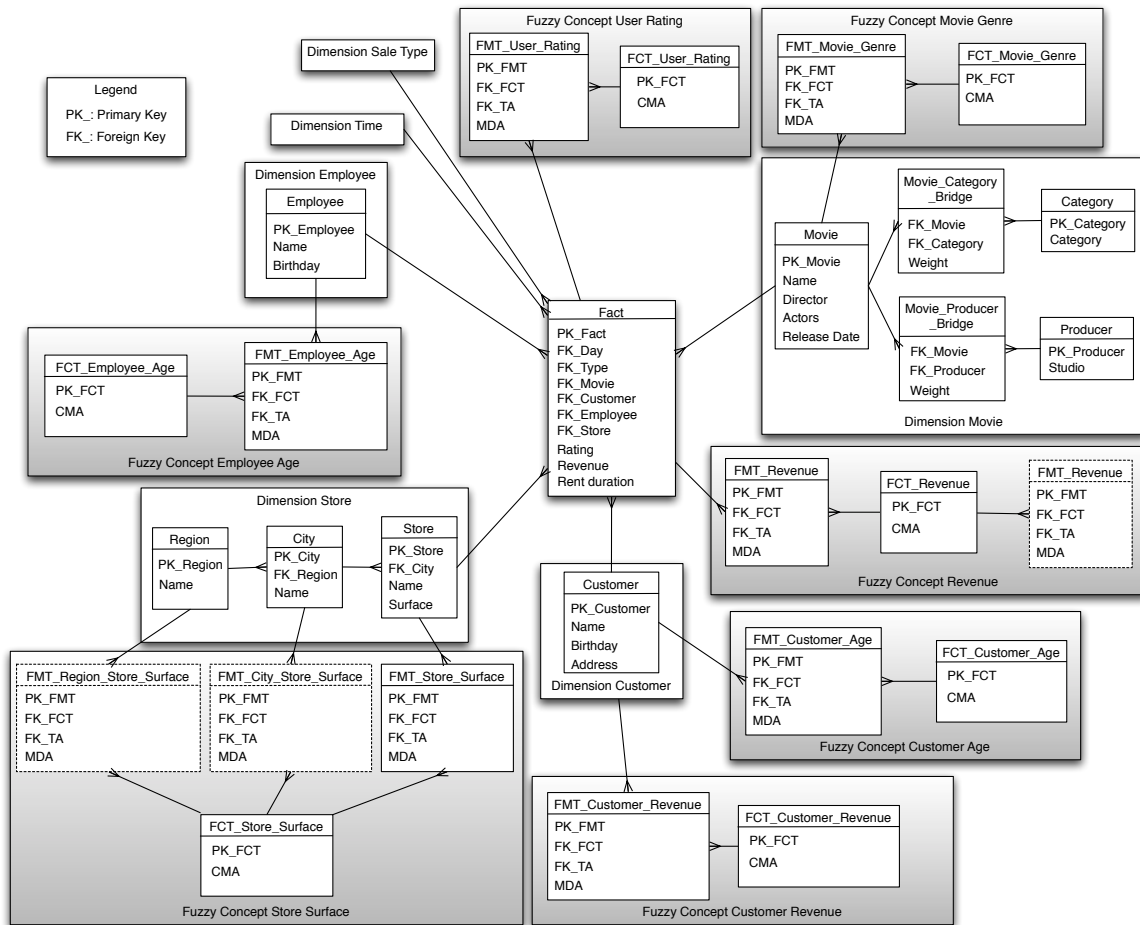 Legend
PK_: Primary Key
FK_: Foreign Key
Dimension Sale Type
Dimension Time
Fuzzy Concept User Rating
FMT_User_Rating
PK_FMT
FK_FCT
FK_TA
MDA
FCT_User_Rating
PK_FCT
CMA
Fuzzy Concept Movie Genre
FMT_Movie_Genre
PK_FMT
FK_FCT
FK_TA
MDA
FCT_Movie_Genre
PK_FCT
CMA
Dimension Employee
Employee
PK_Employee
Name
Birthday
Movie
PK_Movie
Name
Director
Actors
Release Date
Movie_Category
_Bridge
FK_Movie
FK_Category
Weight
Category
PK_Category
Category
Movie_Producer
_Bridge
FK_Movie
FK_Producer
Weight
Producer
PK_Producer
Studio
Dimension Movie
Fact
PK_Fact
FK_Day
FK_Type
FK_Movie
FK_Customer
FK_Employee
FK_Store
Rating
Revenue
Rent duration
FCT_Employee_Age
PK_FCT
CMA
FMT_Employee_Age
PK_FMT
FK_FCT
FK_TA
MDA
Fuzzy Concept Employee Age
FMT_Revenue
PK_FMT
FK_FCT
FK_TA
MDA
FCT_Revenue
PK_FCT
CMA
FMT_Revenue
PK_FMT
FK_FCT
FK_TA
MDA
Fuzzy Concept Revenue
Dimension Store
Region
PK_Region
Name
City
PK_City
FK_Region
Name
Store
PK_Store
FK_City
Name
Surface
Customer
PK_Customer
Name
Birthday
Address
Dimension Customer
FMT_Customer_Age
PK_FMT
FK_FCT
FK_TA
MDA
FCT_Customer_Age
PK_FCT
CMA
Fuzzy Concept Customer Age
FMT_Region_Store_Surface
PK_FMT
FK_FCT
FK_TA
MDA
FMT_City_Store_Surface
PK_FMT
FK_FCT
FK_TA
MDA
FMT_Store_Surface
PK_FMT
FK_FCT
FK_TA
MDA
FCT_Store_Surface
PK_FCT
CMA
Fuzzy Concept Store Surface
FMT_Customer_Revenue
PK_FMT
FK_FCT
FK_TA
MDA
FCT_Customer_Revenue
PK_FCT
CMA
Fuzzy Concept Customer Revenue